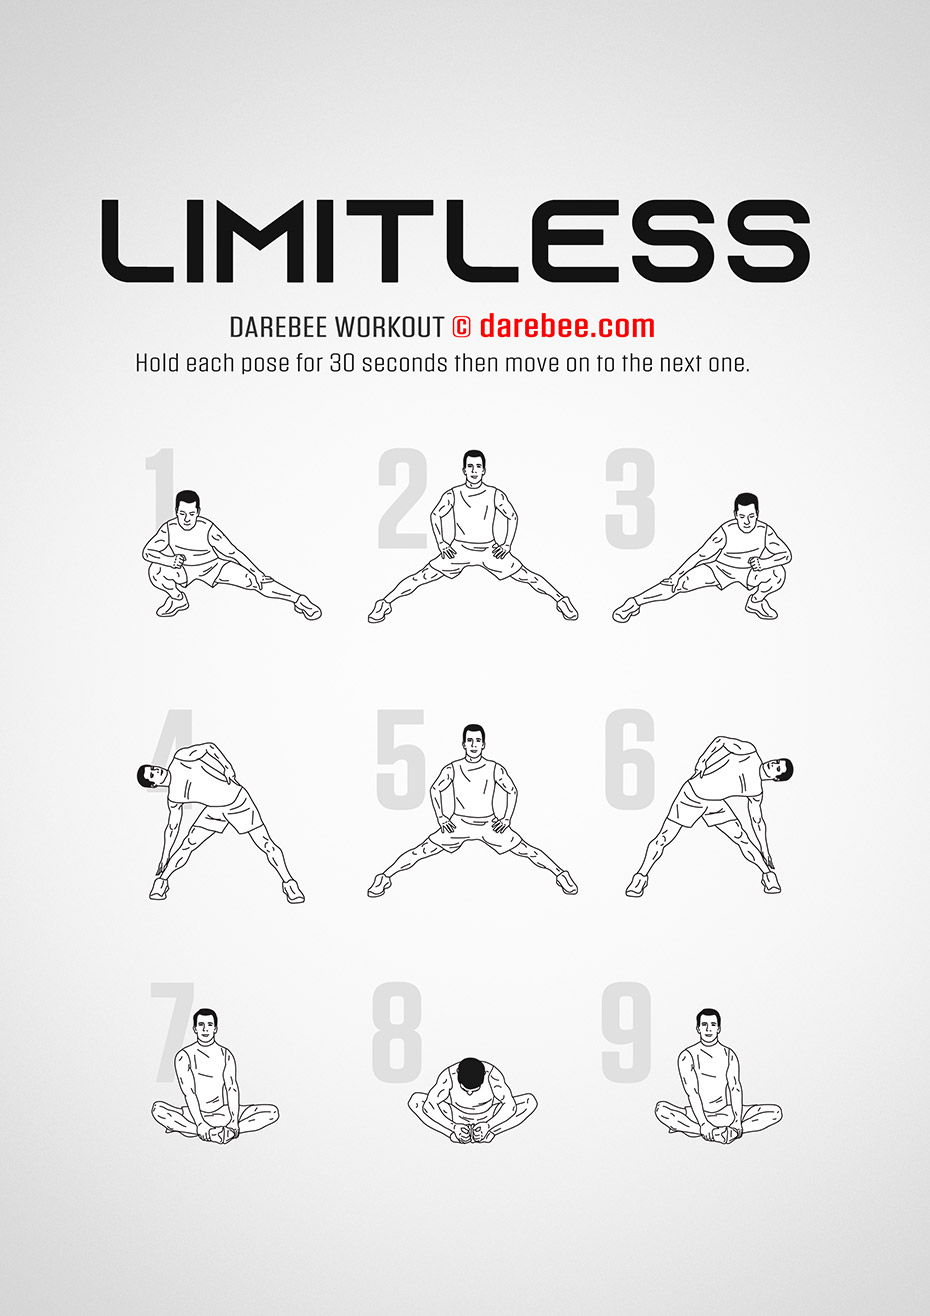 LIMITLESS
DAREBEE WORKOUT © darebee.com
Hold each pose for 30 seconds then move on to the next one.
1 2 3
4 5 6
7 8 9